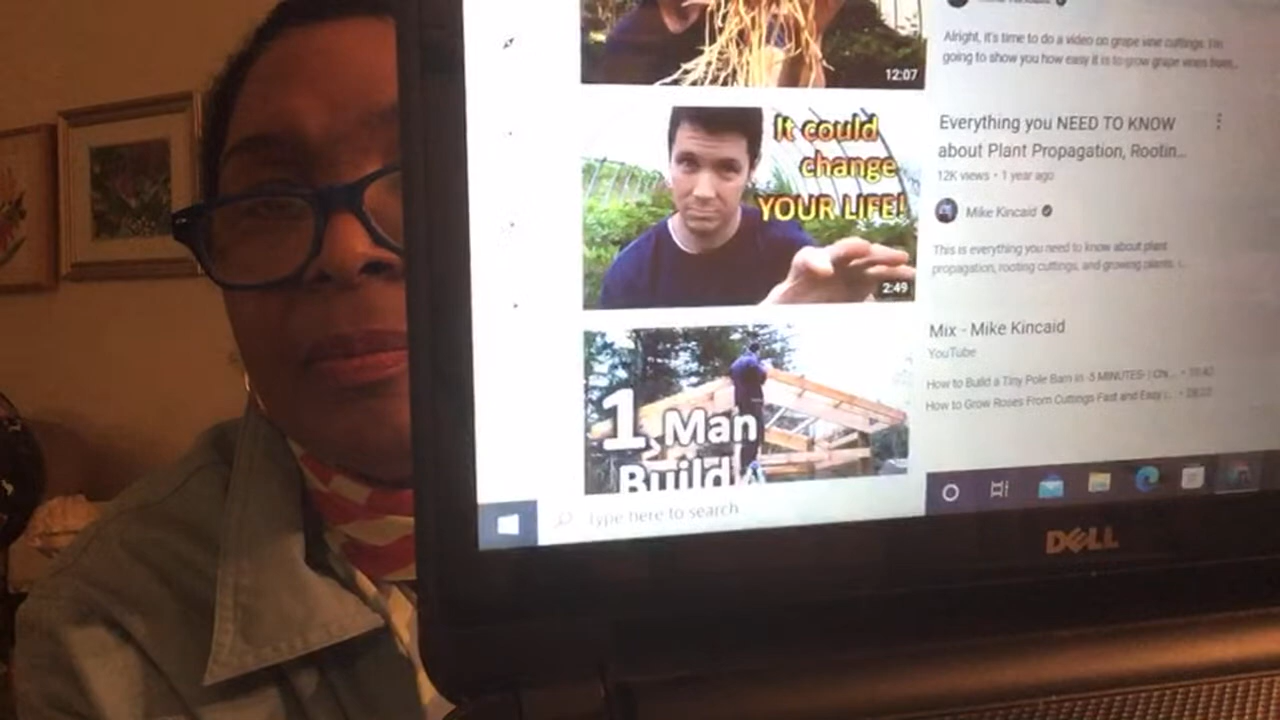 Alright, it's time to do a video on grape vine cuttings. I'm
going to show you how easy it is to grow grape vines from...
12:07
It could
change
YOUR LIFE!
2:49
Everything you NEED TO KNOW
about Plant Propagation, Rootin...
12K views • 1 year ago
Mike Kincaid
This is everything you need to know about plant
propagation, rooting cuttings, and growing plants. I...
1 Man
Build
Mix - Mike Kincaid
YouTube
How to Build a Tiny Pole Barn in -5 MINUTES- | Chi...
How to Grow Roses From Cuttings Fast and Easy |...
Type here to search
DELL